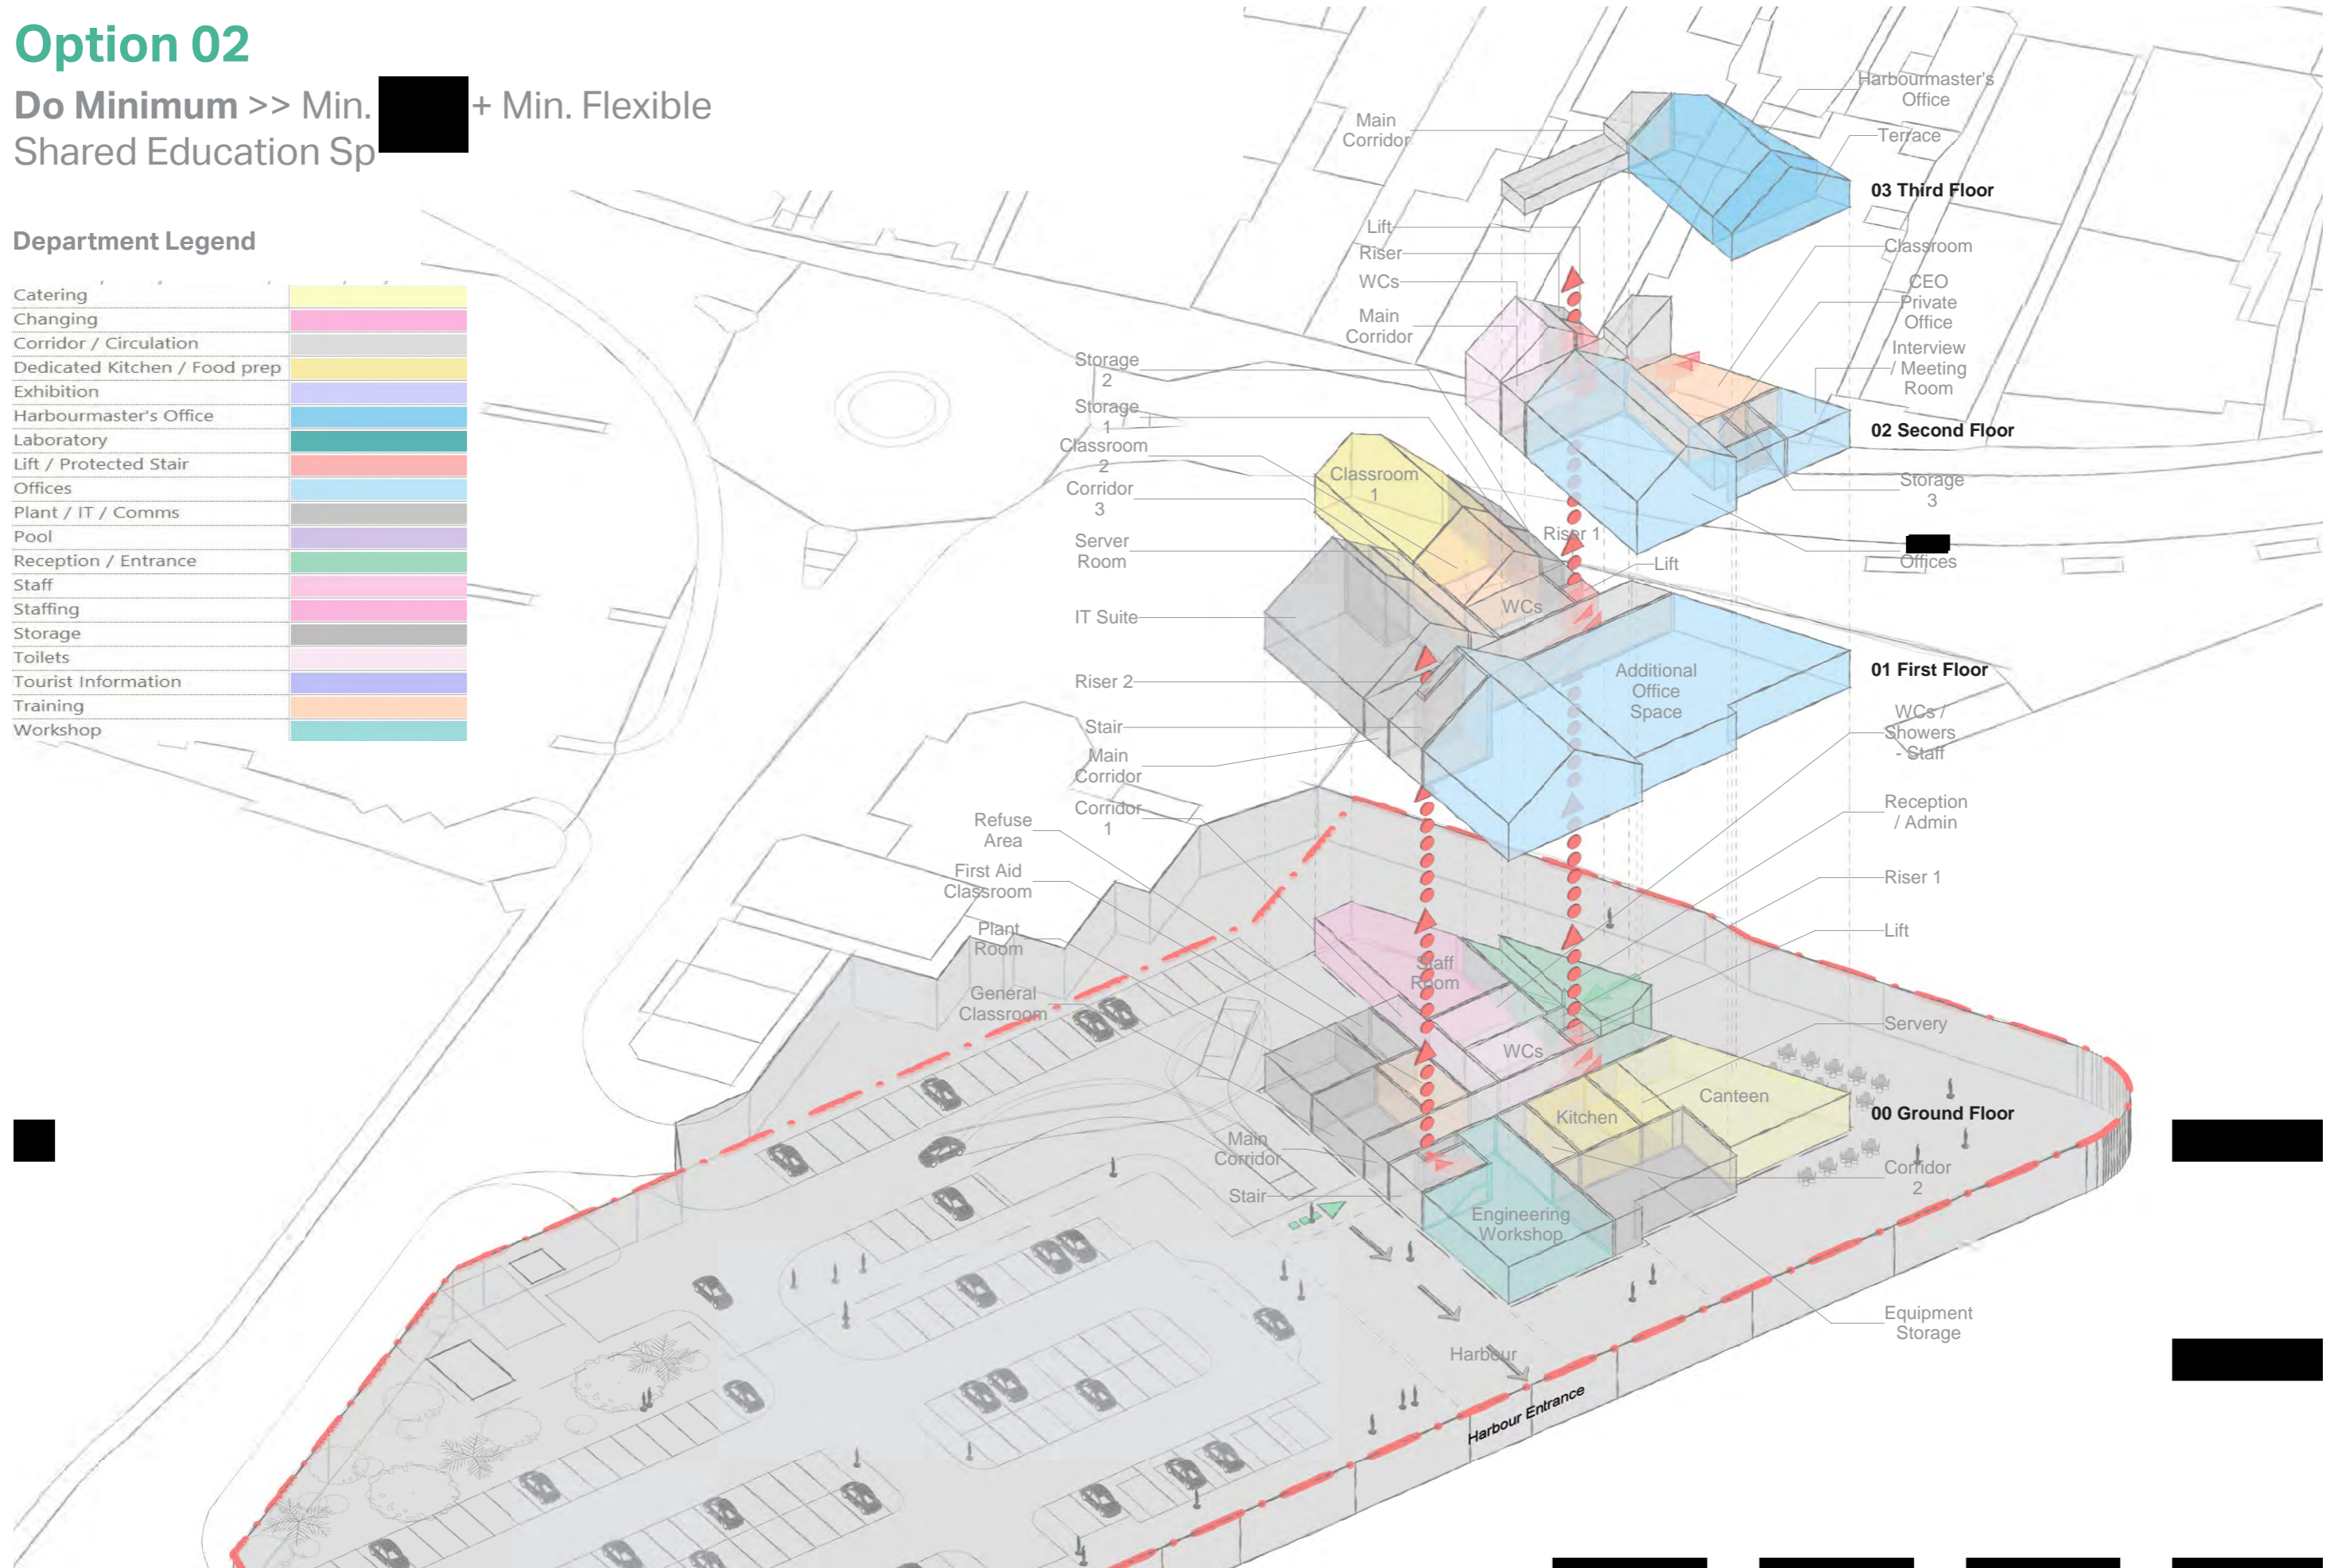 Option 02
Do Minimum >> Min. + Min. Flexible
Shared Education Sp
Department Legend
Catering
Changing
Corridor / Circulation
Dedicated Kitchen / Food prep
Exhibition
Harbourmaster's Office
Laboratory
Lift / Protected Stair
Offices
Plant / IT / Comms
Pool
Reception / Entrance
Staff
Staffing
Storage
Toilets
Tourist Information
Training
Workshop
Main
Corridor
Harbourmaster's
Office
Terrace
03 Third Floor
Lift
Riser
WCs
Main
Corridor
Classroom
CEO
Private
Office
Interview
/ Meeting
Room
02 Second Floor
Storage
3
Offices
Storage
2
Storage
1
Classroom
2
Corridor
3
Server
Room
IT Suite
Riser 2
Stair
Main
Corridor
Classroom
1
Riser 1
Lift
WCs
Additional
Office
Space
01 First Floor
WCs /
Showers
- Staff
Reception
/ Admin
Riser 1
Lift
Servery
Corridor
1
Refuse
Area
First Aid
Classroom
Plant
Room
General
Classroom
Main
Corridor
Stair
Staff
Room
WCs
Kitchen
Canteen
00 Ground Floor
Corridor
2
Engineering
Workshop
Equipment
Storage
Harbour
Harbour Entrance